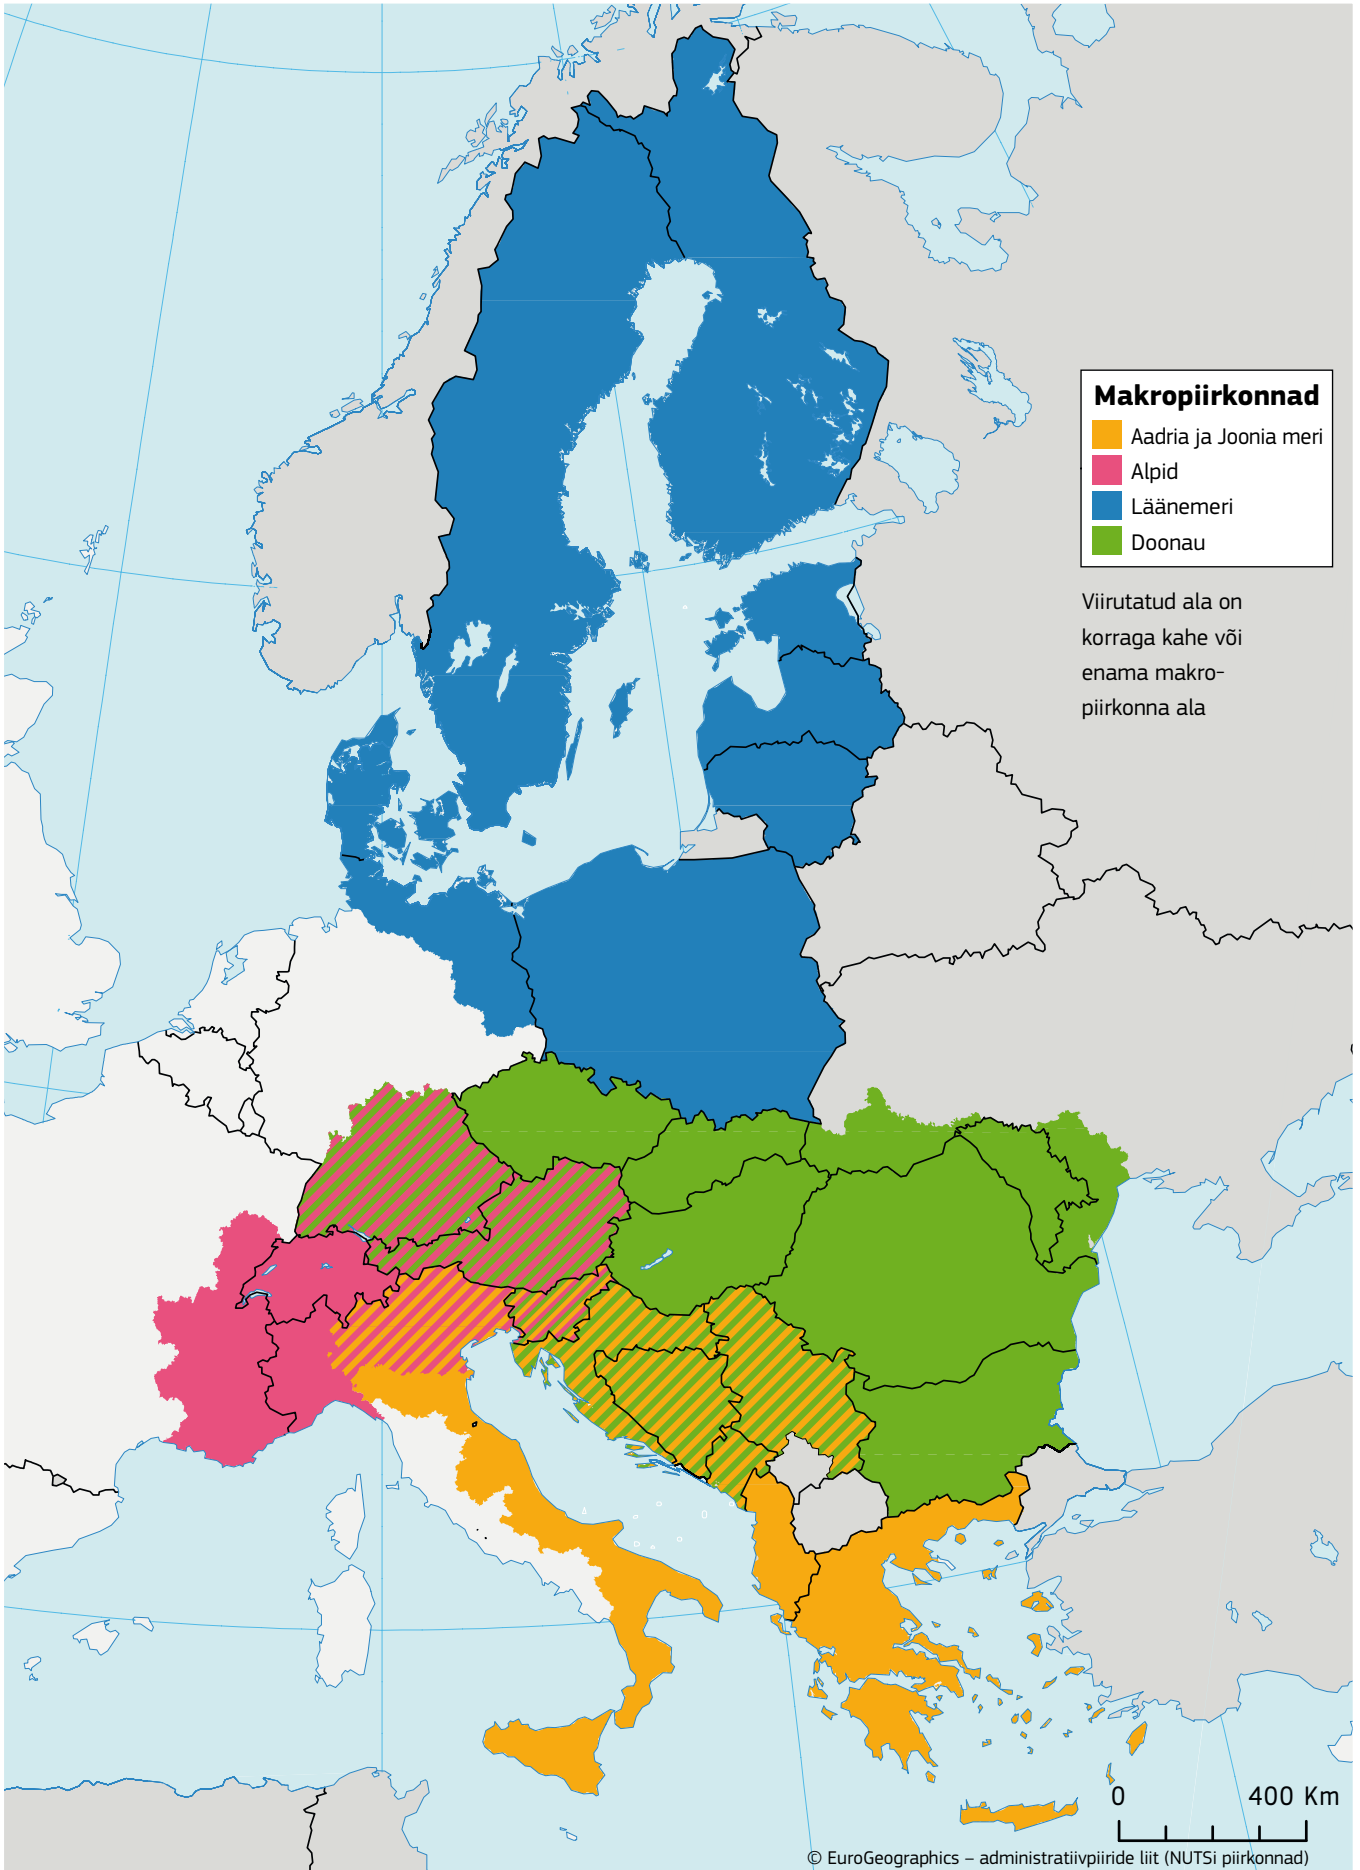 Makropiirkonnad
Aadria ja Joonia meri
Alpid
Läänemeri
Doonau
Viirutatud ala on
korraga kahe või
enama makro-
piirkonna ala
0 400 Km
© EuroGeographics – administratiivpiiride liit (NUTSi piirkonnad)